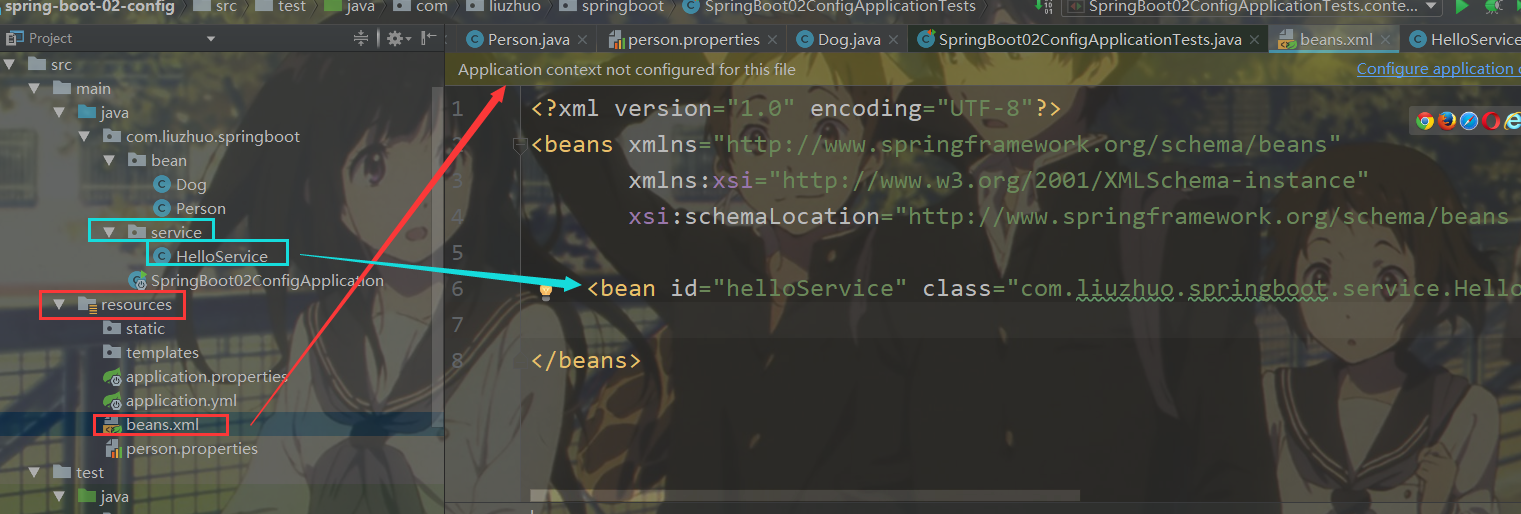 spring-boot-02-config src test java com liuzhuo springboot SpringBoot02ConfigApplicationTests SpringBoot02ConfigApplicationTests.conte...
Project
Person.java person.properties Dog.java SpringBoot02ConfigApplicationTests.java beans.xml HelloService
Application context not configured for this file Configure application
src
main
java
com.liuzhuo.springboot
bean
Dog
Person
service
HelloService
SpringBoot02ConfigApplication
resources
static
templates
application.properties
application.yml
beans.xml
person.properties
test
java
1 <?xml version="1.0" encoding="UTF-8"?>
2 <beans xmlns="http://www.springframework.org/schema/beans"
3 xmlns:xsi="http://www.w3.org/2001/XMLSchema-instance"
4 xsi:schemaLocation="http://www.springframework.org/schema/beans
5
6 <bean id="helloService" class="com.liuzhuo.springboot.service.Hello
7
8 </beans>